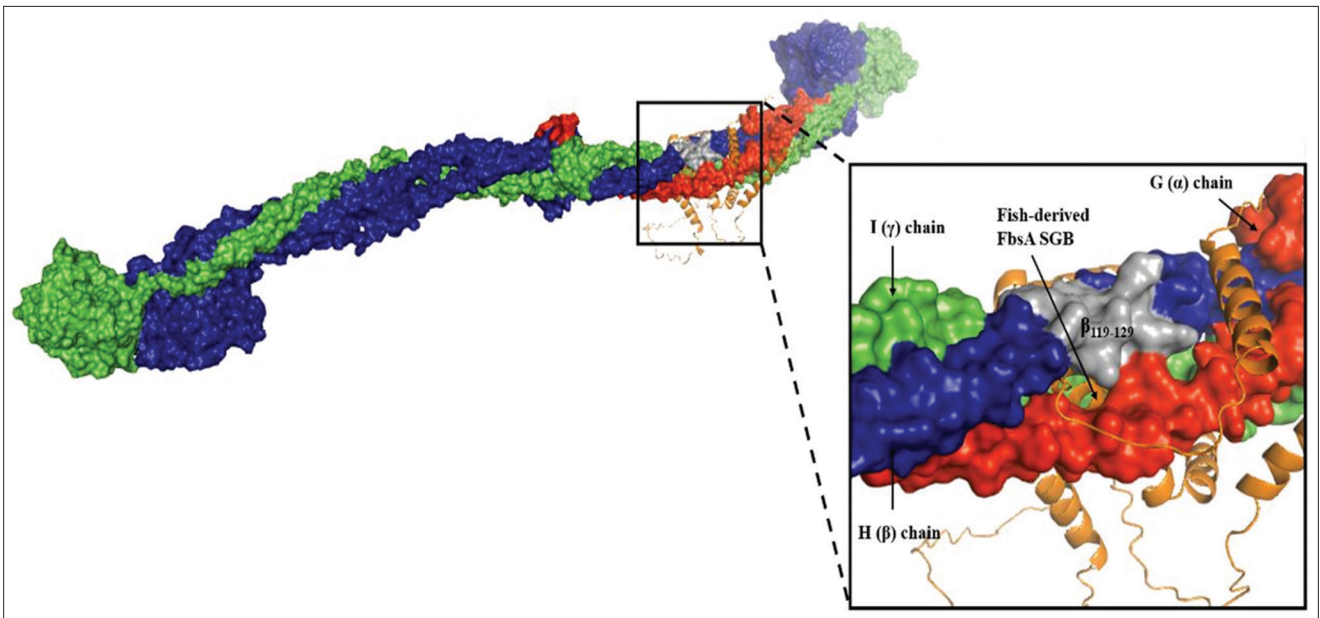 G (α) chain
Fish-derived
FbsA SGB
I (γ) chain
β119-129
H (β) chain